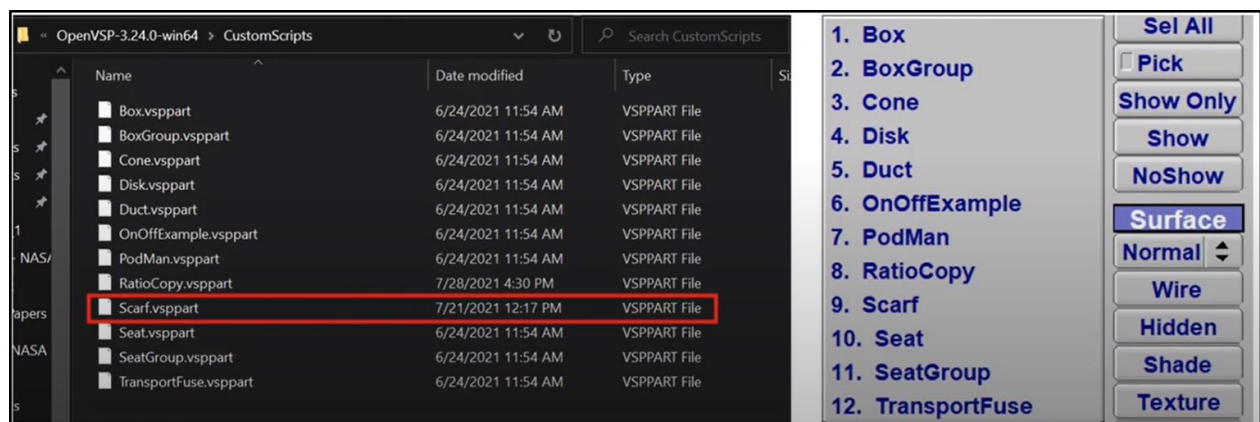 « OpenVSP-3.24.0-win64 > CustomScripts
Search CustomScripts
Name Date modified Type
Box.vsppart 6/24/2021 11:54 AM VSPPART File
BoxGroup.vsppart 6/24/2021 11:54 AM VSPPART File
Cone.vsppart 6/24/2021 11:54 AM VSPPART File
Disk.vsppart 6/24/2021 11:54 AM VSPPART File
Duct.vsppart 6/24/2021 11:54 AM VSPPART File
OnOffExample.vsppart 6/24/2021 11:54 AM VSPPART File
PodMan.vsppart 6/24/2021 11:54 AM VSPPART File
RatioCopy.vsppart 7/28/2021 4:30 PM VSPPART File
Scarf.vsppart 7/21/2021 12:17 PM VSPPART File
Seat.vsppart 6/24/2021 11:54 AM VSPPART File
SeatGroup.vsppart 6/24/2021 11:54 AM VSPPART File
TransportFuse.vsppart 6/24/2021 11:54 AM VSPPART File
NASA
1. Box
2. BoxGroup
3. Cone
4. Disk
5. Duct
6. OnOffExample
7. PodMan
8. RatioCopy
9. Scarf
10. Seat
11. SeatGroup
12. TransportFuse
Sel All
Pick
Show Only
Show
NoShow
Surface
Normal
Wire
Hidden
Shade
Texture